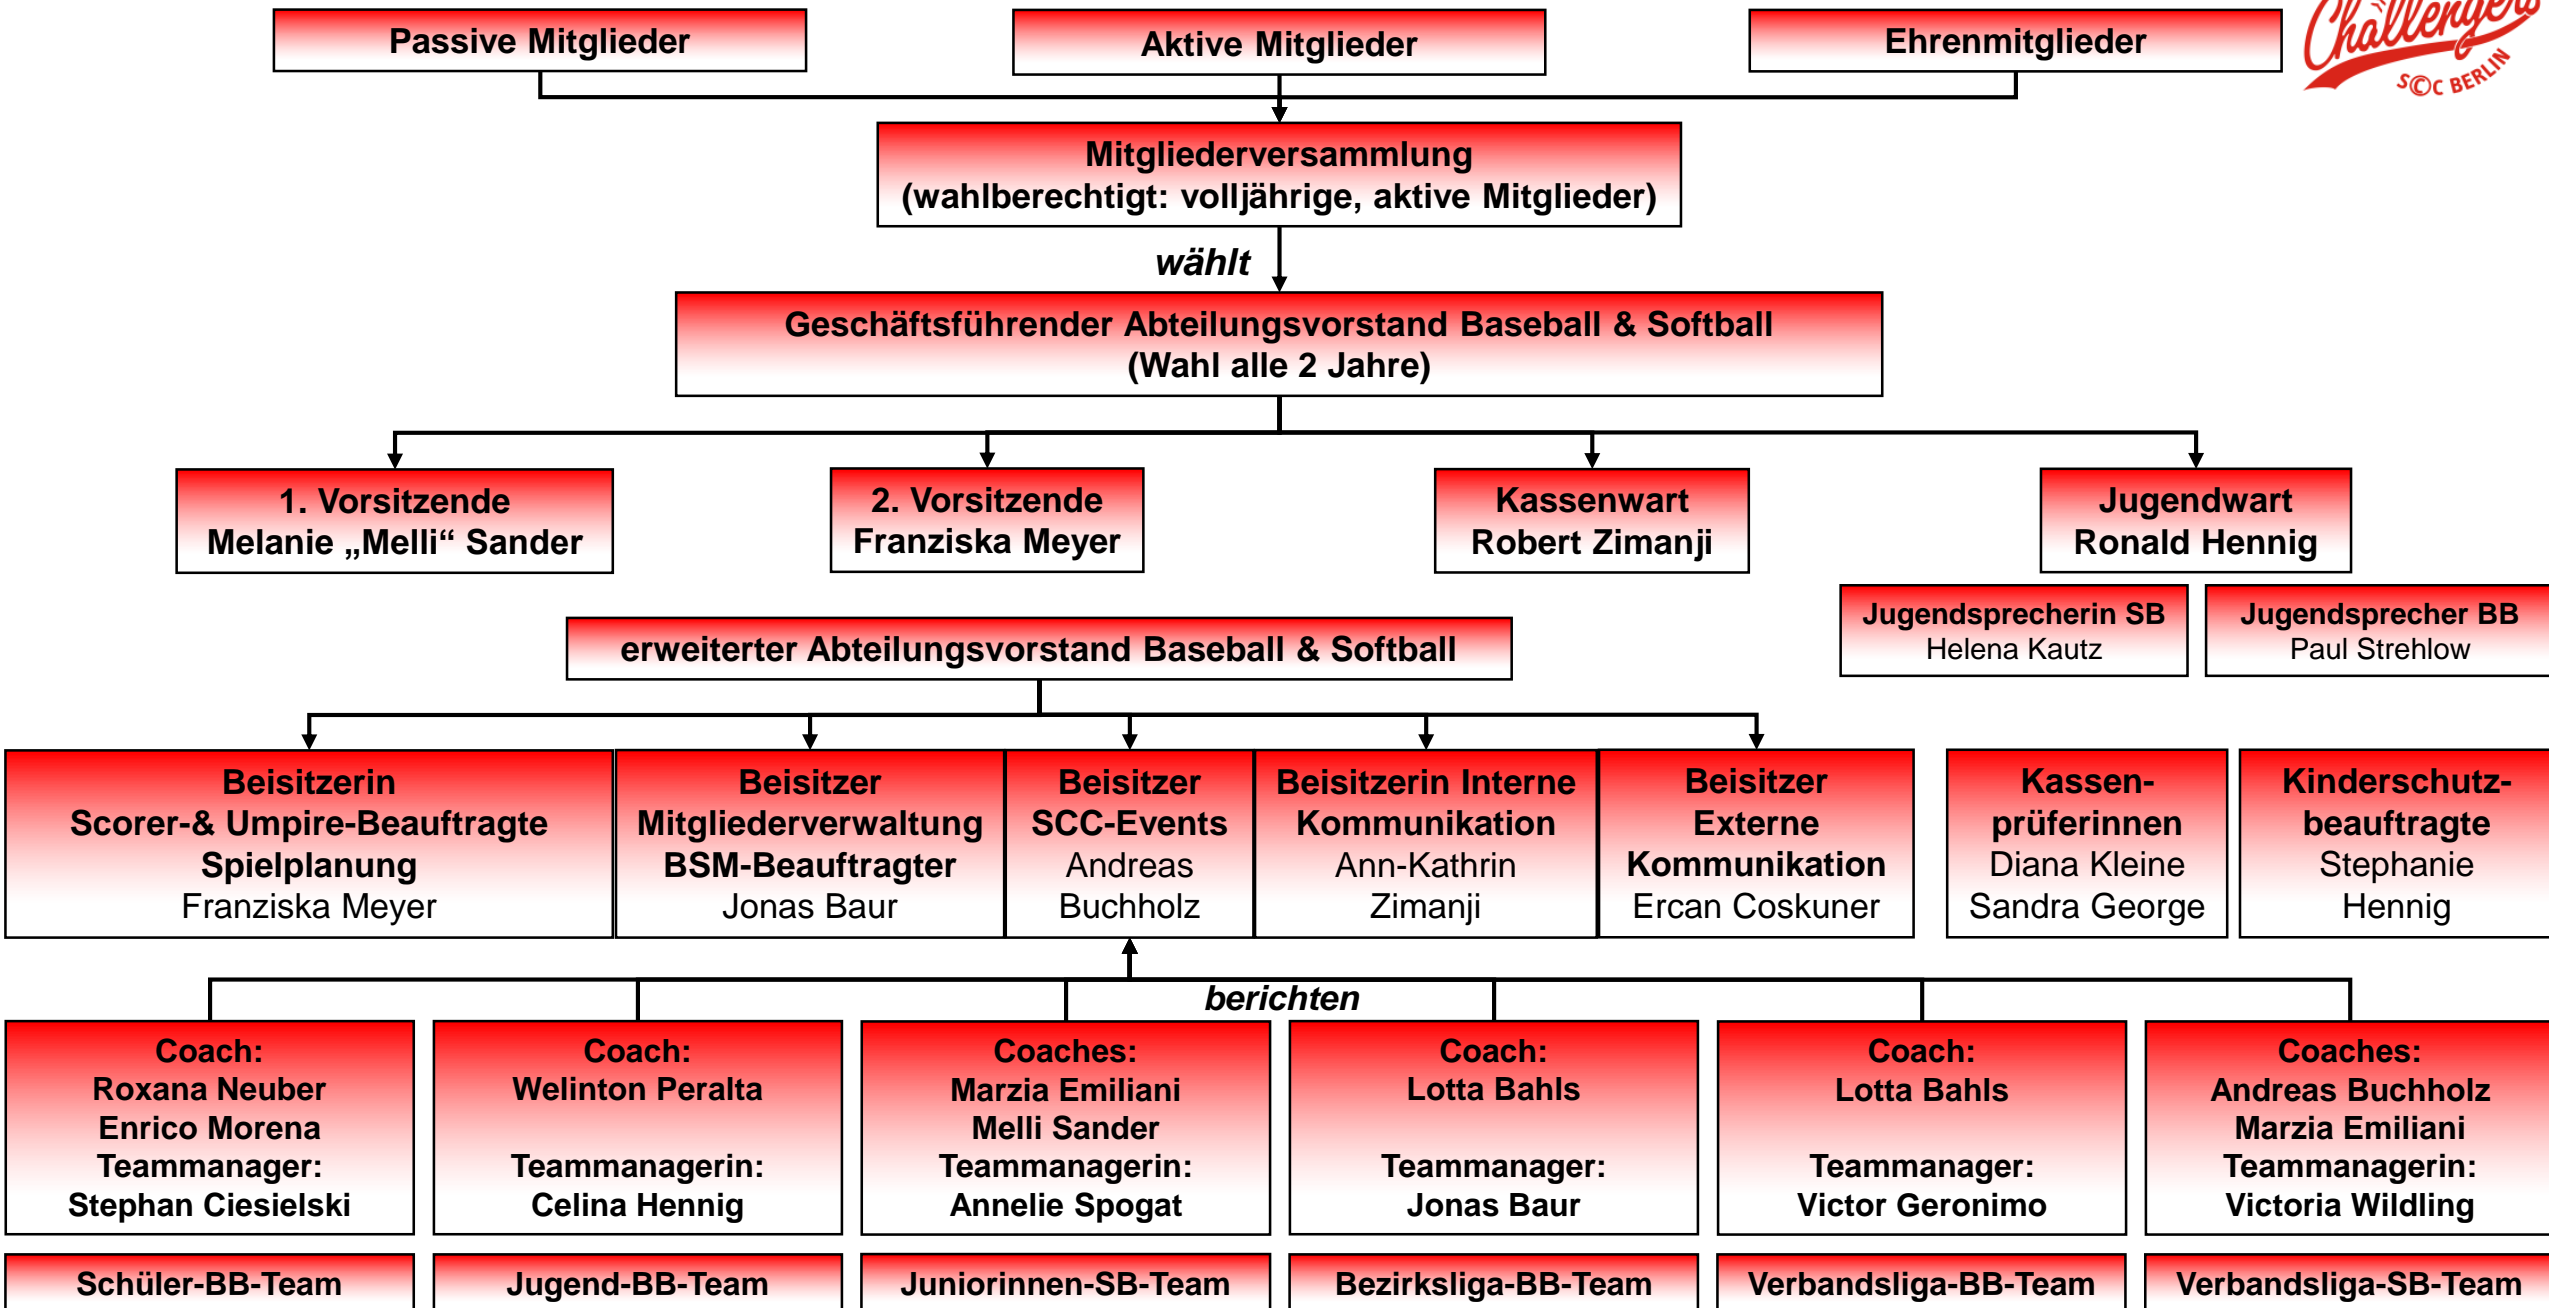 Passive Mitglieder
Aktive Mitglieder
Ehrenmitglieder
Challengers
SCC BERLIN
Mitgliederversammlung
(wahlberechtigt: volljährige, aktive Mitglieder)
wählt
Geschäftsführender Abteilungsvorstand Baseball & Softball
(Wahl alle 2 Jahre)
1. Vorsitzende
Melanie „Melli“ Sander
2. Vorsitzende
Franziska Meyer
Kassenwart
Robert Zimanji
Jugendwart
Ronald Hennig
Jugendsprecherin SB
Helena Kautz
Jugendsprecher BB
Paul Strehlow
erweiterter Abteilungsvorstand Baseball & Softball
Beisitzerin
Scorer-& Umpire-Beauftragte
Spielplanung
Franziska Meyer
Beisitzer
Mitgliederverwaltung
BSM-Beauftragter
Jonas Baur
Beisitzer
SCC-Events
Andreas
Buchholz
Beisitzerin Interne
Kommunikation
Ann-Kathrin
Zimanji
Beisitzer
Externe
Kommunikation
Ercan Coskuner
Kassen-
prüferinnen
Diana Kleine
Sandra George
Kinderschutz-
beauftragte
Stephanie
Hennig
berichten
Coach:
Roxana Neuber
Enrico Morena
Teammanager:
Stephan Ciesielski
Coach:
Welinton Peralta
Teammanagerin:
Celina Hennig
Coaches:
Marzia Emiliani
Melli Sander
Teammanagerin:
Annelie Spogat
Coach:
Lotta Bahls
Teammanager:
Jonas Baur
Coach:
Lotta Bahls
Teammanager:
Victor Geronimo
Coaches:
Andreas Buchholz
Marzia Emiliani
Teammanagerin:
Victoria Wildling
Schüler-BB-Team
Jugend-BB-Team
Juniorinnen-SB-Team
Bezirksliga-BB-Team
Verbandsliga-BB-Team
Verbandsliga-SB-Team